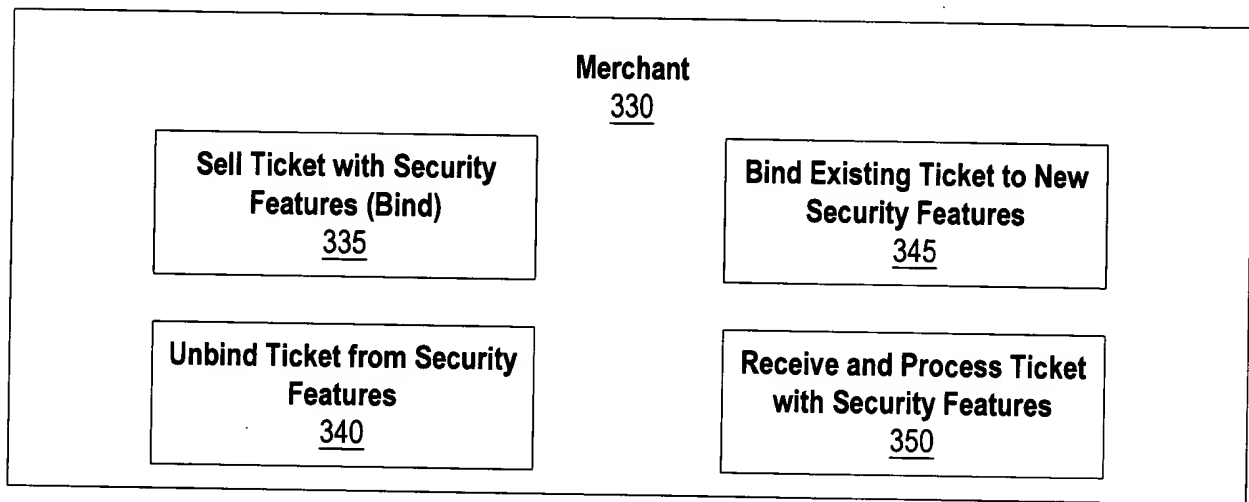 Merchant
330
Sell Ticket with Security
Features (Bind)
335
Bind Existing Ticket to New
Security Features
345
Unbind Ticket from Security
Features
340
Receive and Process Ticket
with Security Features
350